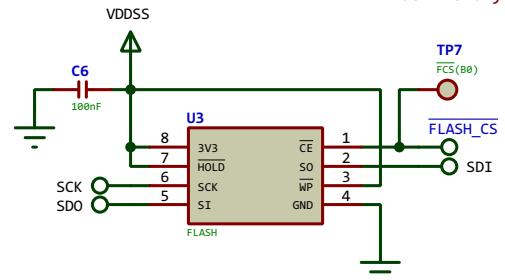 VDDSS
C6
100nF
TP7
FCS(B0)
U3
FLASH_CS
8 3V3 CE 1
7 HOLD SO 2
SDI
SCK 6 SCK WP 3
SDO 5 SI GND 4
FLASH